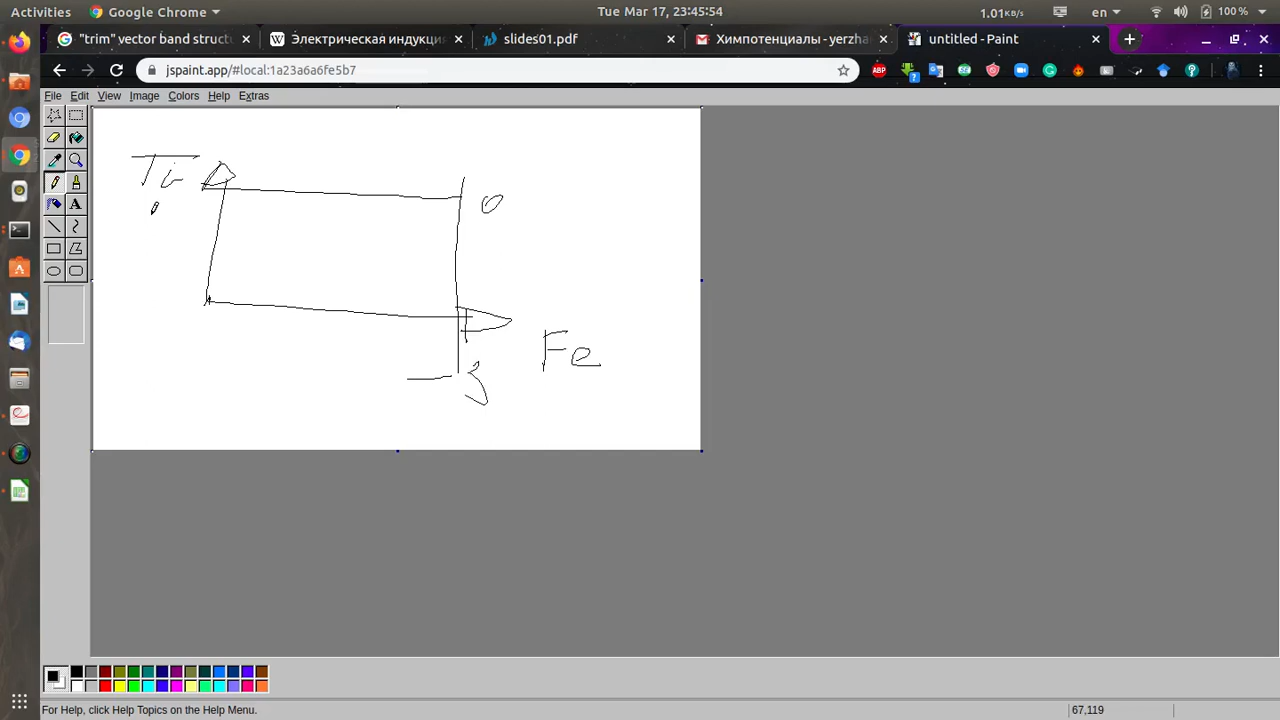 Activities
Google Chrome
Tue Mar 17, 23:45:54
1.01KB/s
en
100 %
"trim" vector band struct
Электрическая индукци
slides01.pdf
Химпотенциалы - yerzha
untitled - Paint
jspaint.app/#local:1a23a6a6fe5b7
ABP
File Edit View Image Colors Help Extras
Ti
0
Fe
For Help, click Help Topics on the Help Menu.
67,119